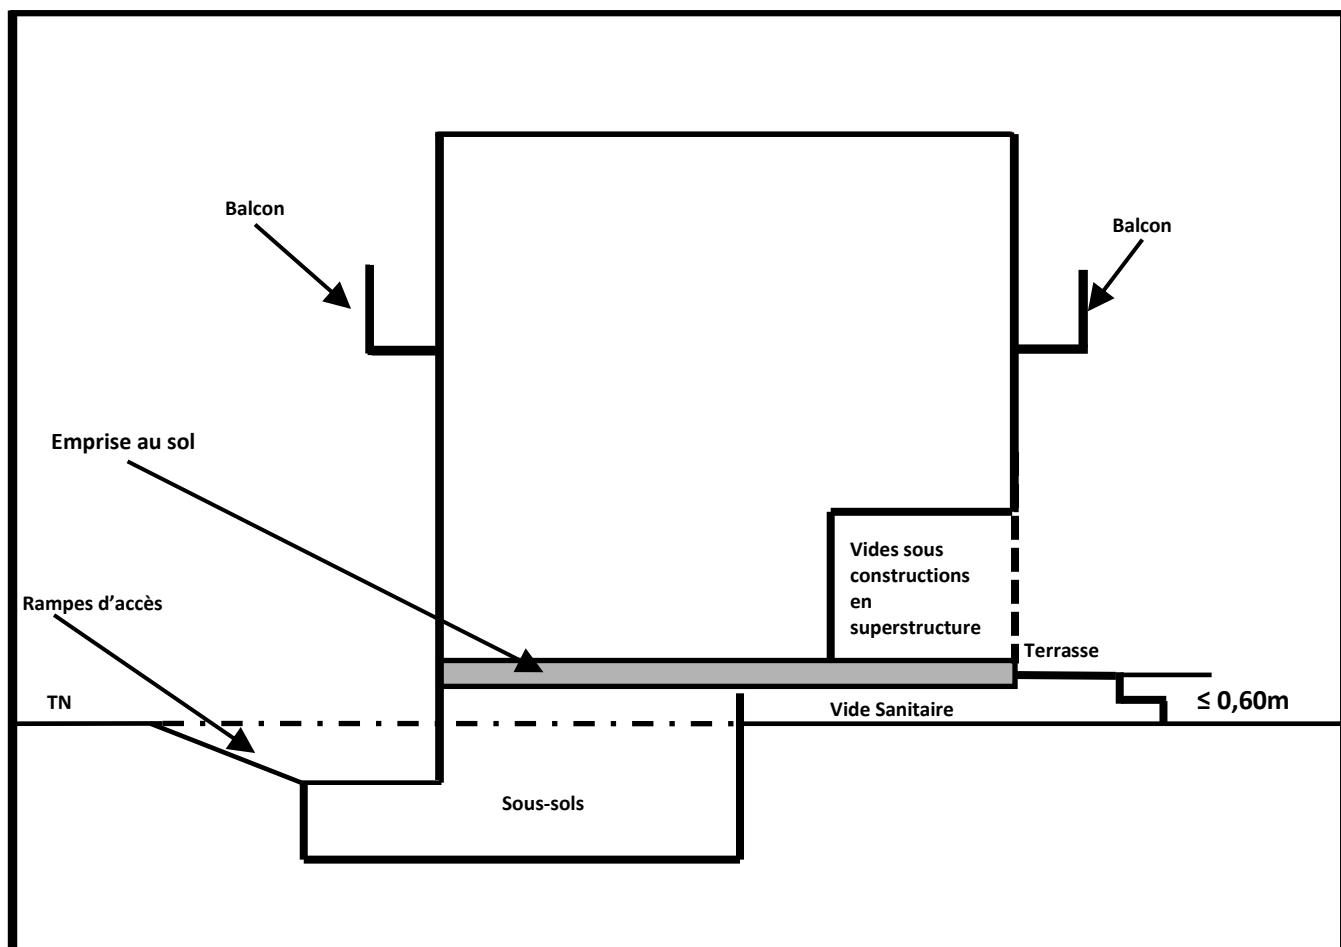 Balcon
Balcon
Emprise au sol
Vides sous
constructions
en
superstructure
Rampes d’accès
Terrasse
TN
Vide Sanitaire
≤ 0,60m
Sous-sols